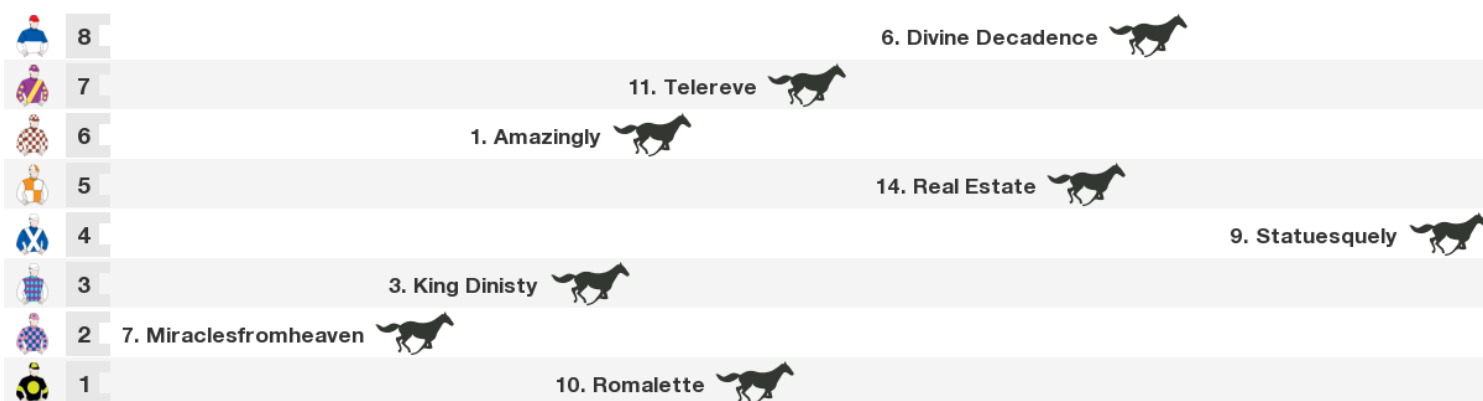 8 6. Divine Decadence
7 11. Telereve
6 1. Amazingly
5 14. Real Estate
4 9. Statuesquely
3 3. King Dinisty
2 7. Miraclesfromheaven
1 10. Romalette